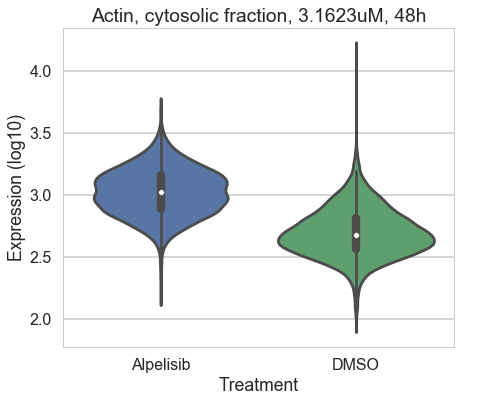 Actin, cytosolic fraction, 3.1623uM, 48h
Expression (log10)
4.0
3.5
3.0
2.5
2.0
Alpelisib DMSO
Treatment